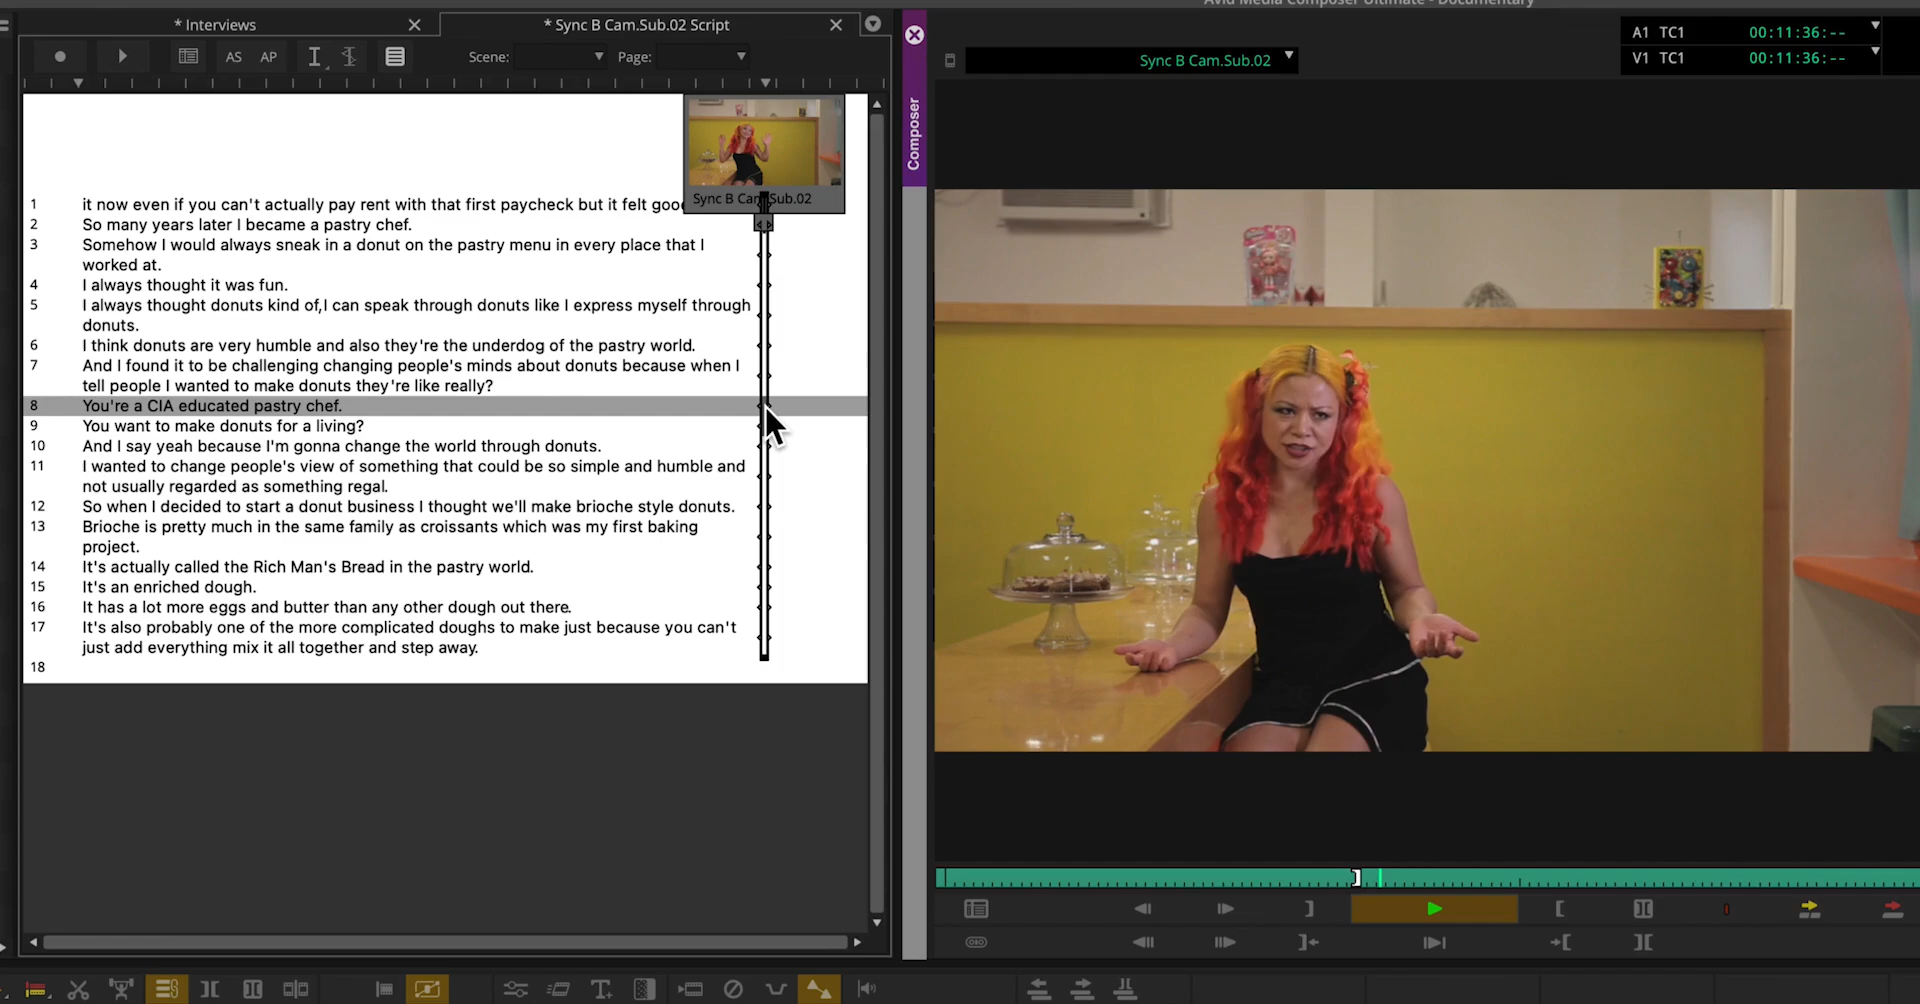 Avid Media Composer Ultimate - Documentary
* Interviews
* Sync B Cam.Sub.02 Script
AS AP
Scene:
Page:
Sync B Cam.Sub.02
1 it now even if you can't actually pay rent with that first paycheck but it felt good
2 So many years later I became a pastry chef.
3 Somehow I would always sneak in a donut on the pastry menu in every place that I
worked at.
4 I always thought it was fun.
5 I always thought donuts kind of,I can speak through donuts like I express myself through
donuts.
6 I think donuts are very humble and also they're the underdog of the pastry world.
7 And I found it to be challenging changing people's minds about donuts because when I
tell people I wanted to make donuts they're like really?
8 You're a CIA educated pastry chef.
9 You want to make donuts for a living?
10 And I say yeah because I'm gonna change the world through donuts.
11 I wanted to change people's view of something that could be so simple and humble and
not usually regarded as something regal.
12 So when I decided to start a donut business I thought we'll make brioche style donuts.
13 Brioche is pretty much in the same family as croissants which was my first baking
project.
14 It's actually called the Rich Man's Bread in the pastry world.
15 It's an enriched dough.
16 It has a lot more eggs and butter than any other dough out there.
17 It's also probably one of the more complicated doughs to make just because you can't
just add everything mix it all together and step away.
18
Composer
Sync B Cam.Sub.02
A1 TC1 00:11:36:--
V1 TC1 00:11:36:--